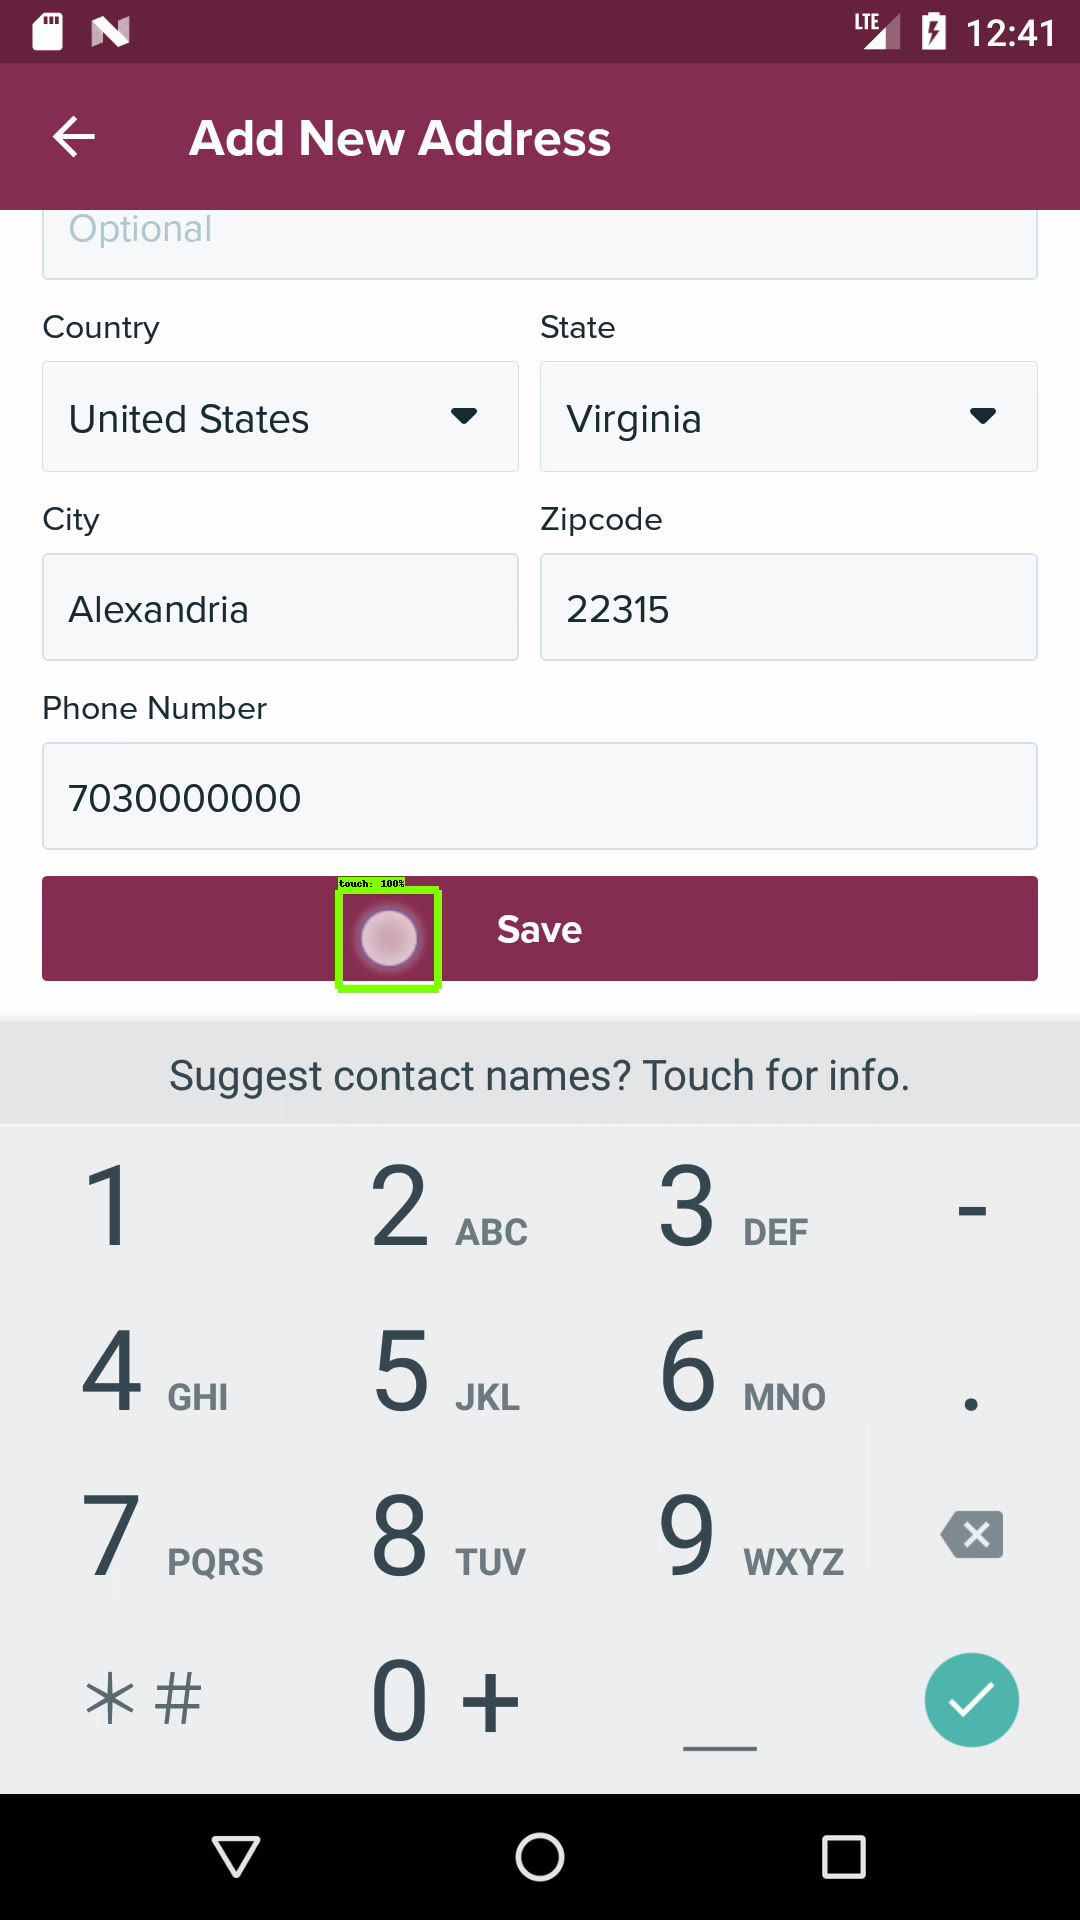 LTE 12:41
Add New Address
Optional
Country State
United States Virginia
City Zipcode
Alexandria 22315
Phone Number
7030000000
touch: 100%
Save
Suggest contact names? Touch for info.
1 2 ABC 3 DEF -
4 GHI 5 JKL 6 MNO .
7 PQRS 8 TUV 9 WXYZ
* # 0 +